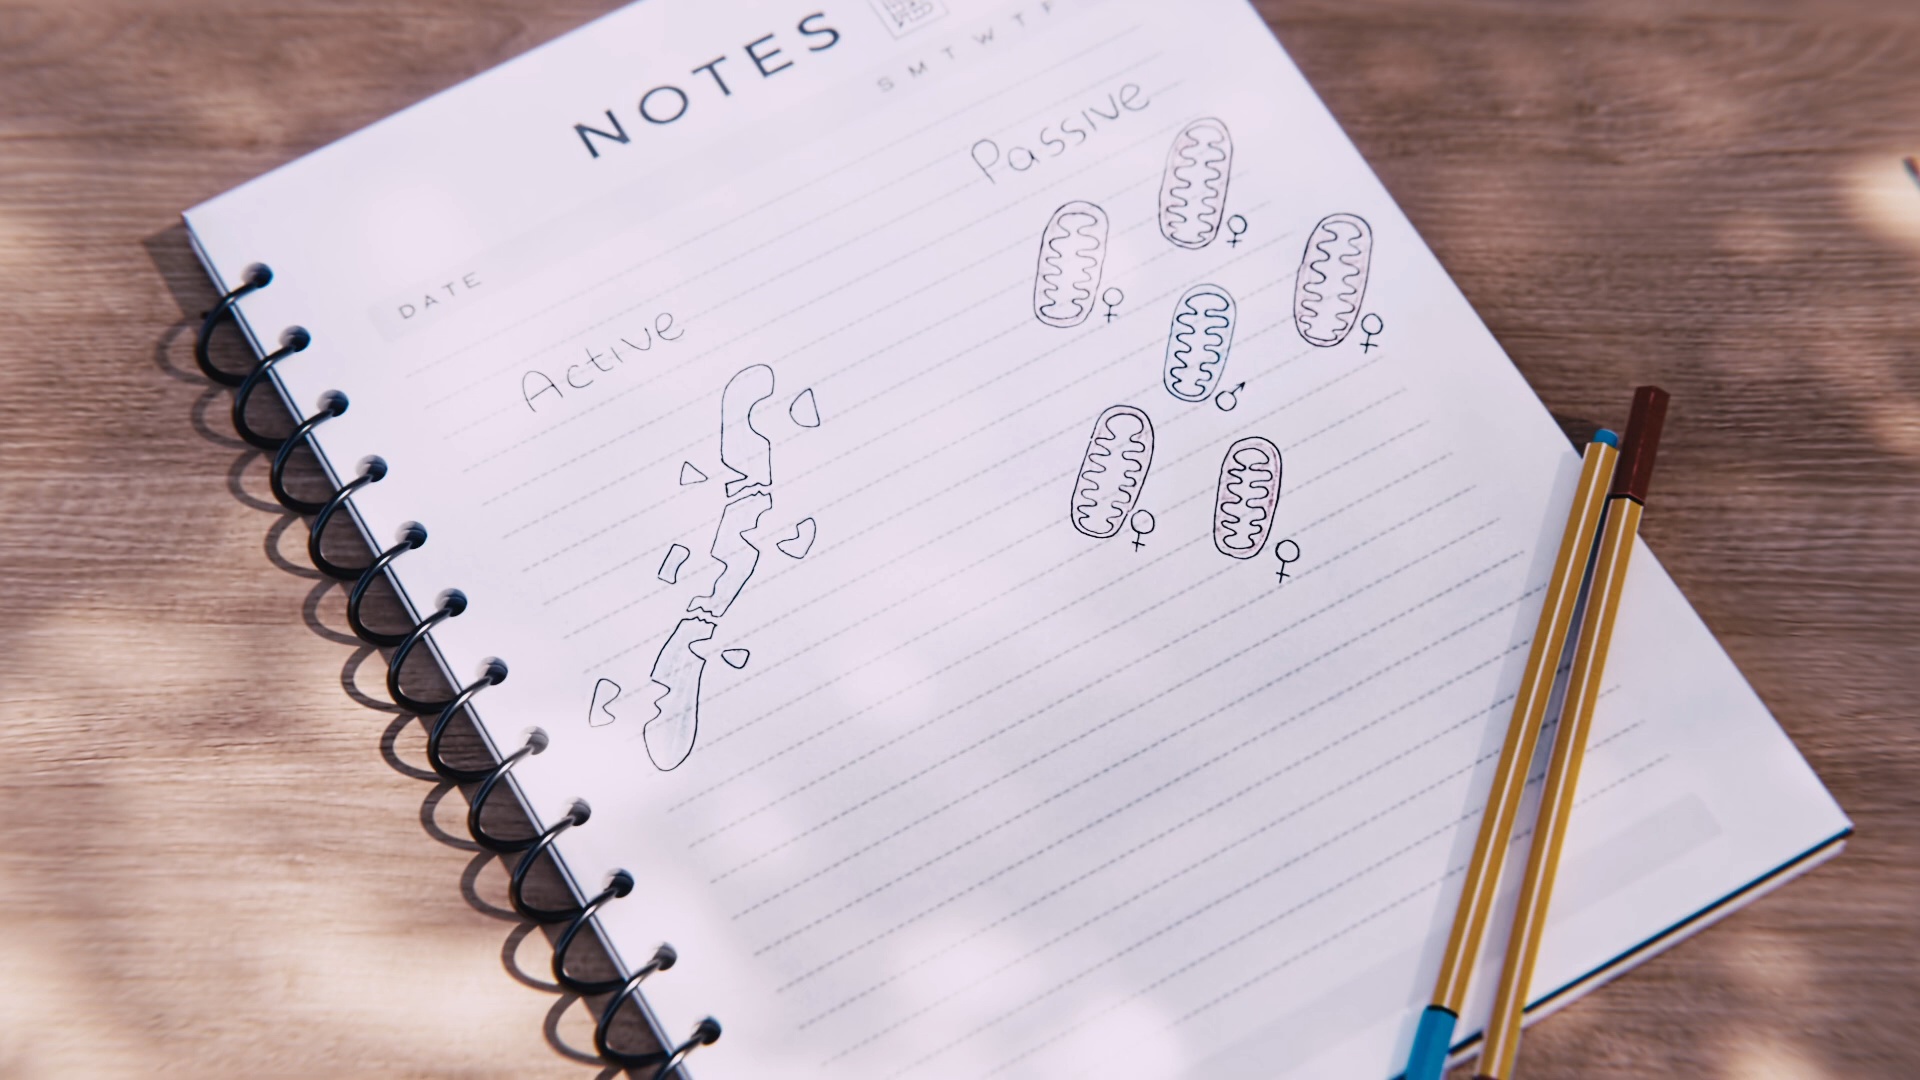 NOTES
S M T W T F
DATE
Passive
♀
♀
♀
♂
♀
♀
Active